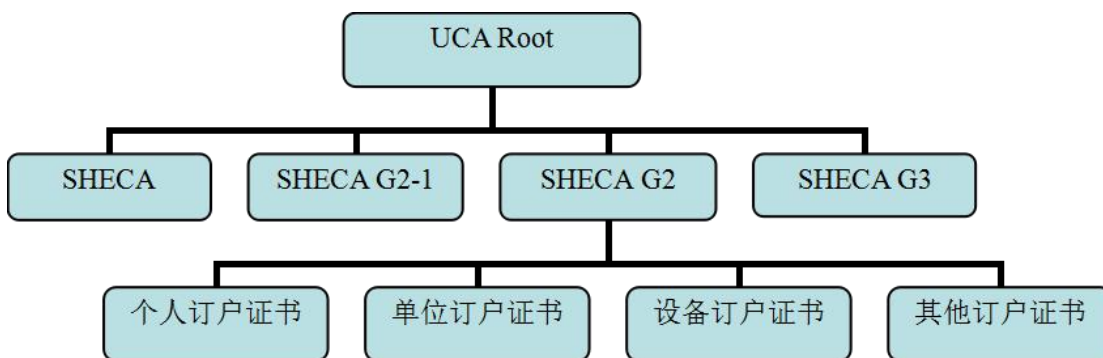 UCA Root
SHECA
SHECA G2-1
SHECA G2
SHECA G3
个人订户证书
单位订户证书
设备订户证书
其他订户证书